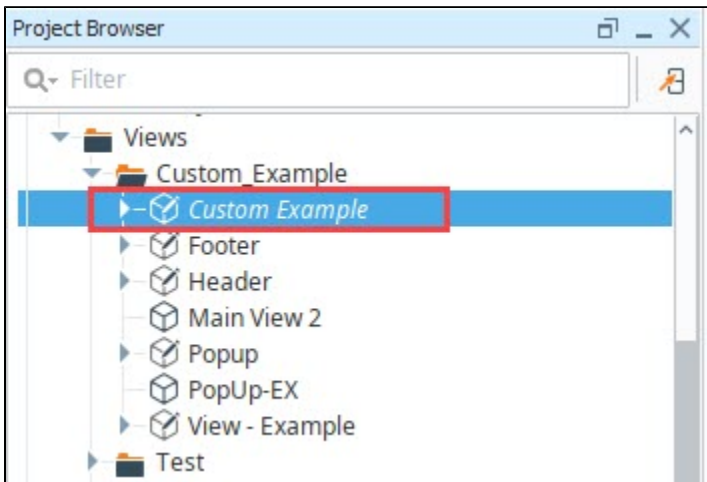 Project Browser
Filter
Views
Custom_Example
Custom Example
Footer
Header
Main View 2
Popup
PopUp-EX
View - Example
Test